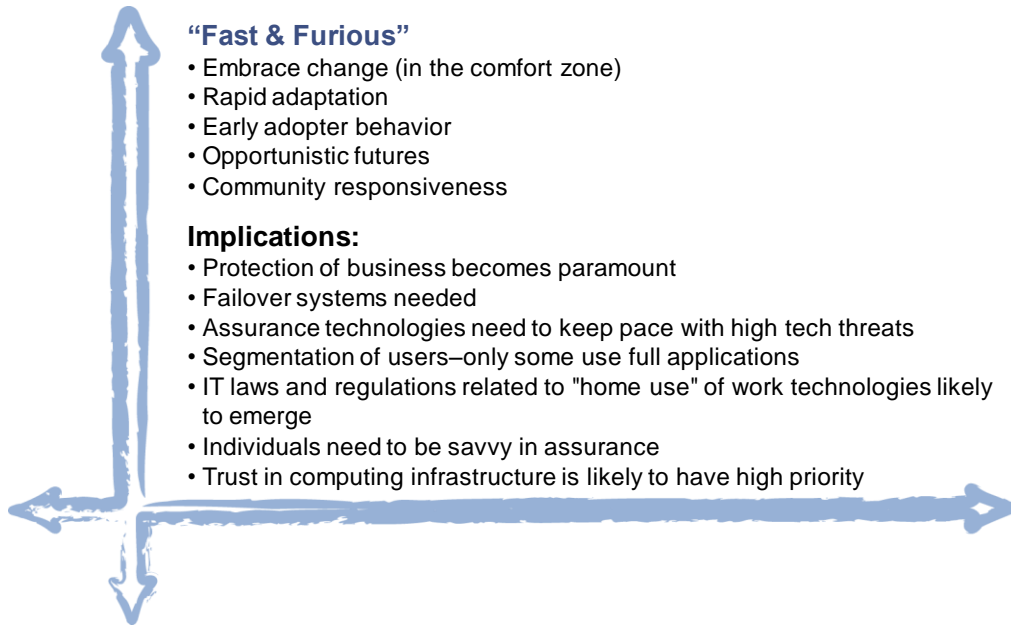 “Fast & Furious”
• Embrace change (in the comfort zone)
• Rapid adaptation
• Early adopter behavior
• Opportunistic futures
• Community responsiveness
Implications:
• Protection of business becomes paramount
• Failover systems needed
• Assurance technologies need to keep pace with high tech threats
• Segmentation of users–only some use full applications
• IT laws and regulations related to "home use" of work technologies likely
to emerge
• Individuals need to be savvy in assurance
• Trust in computing infrastructure is likely to have high priority